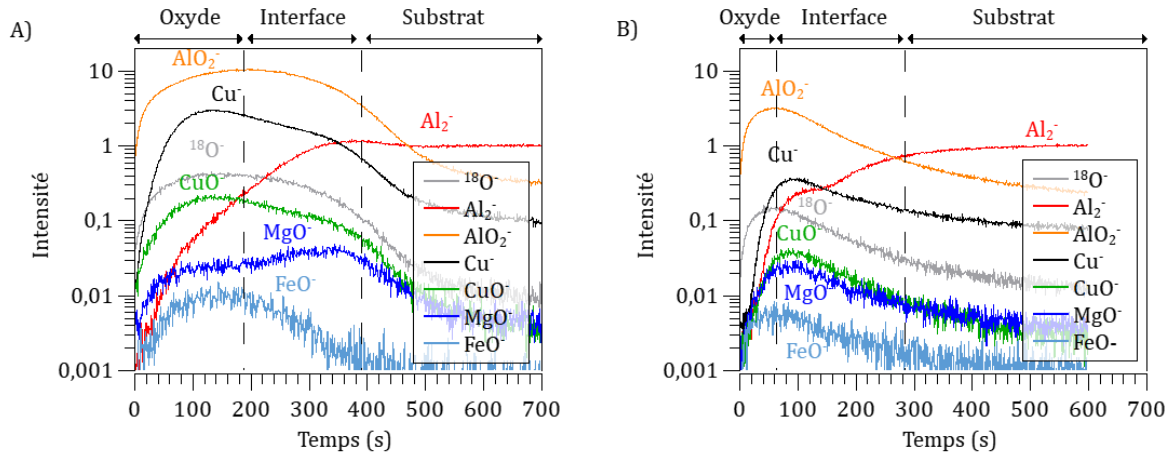 A)
Oxyde Interface Substrat
Intensité
10
1
0,1
0,01
0,001
AlO₂⁻
Cu⁻
¹⁸O⁻
CuO⁻
MgO⁻
FeO⁻
Al₂⁻
¹⁸O⁻
Al₂⁻
AlO₂⁻
Cu⁻
CuO⁻
MgO⁻
FeO⁻
0 100 200 300 400 500 600 700
Temps (s)
B)
Oxyde Interface Substrat
Intensité
10
1
0,1
0,01
0,001
AlO₂⁻
Cu⁻
¹⁸O⁻
CuO⁻
MgO⁻
FeO⁻
Al₂⁻
¹⁸O⁻
Al₂⁻
AlO₂⁻
Cu⁻
CuO⁻
MgO⁻
FeO-
0 100 200 300 400 500 600 700
Temps (s)